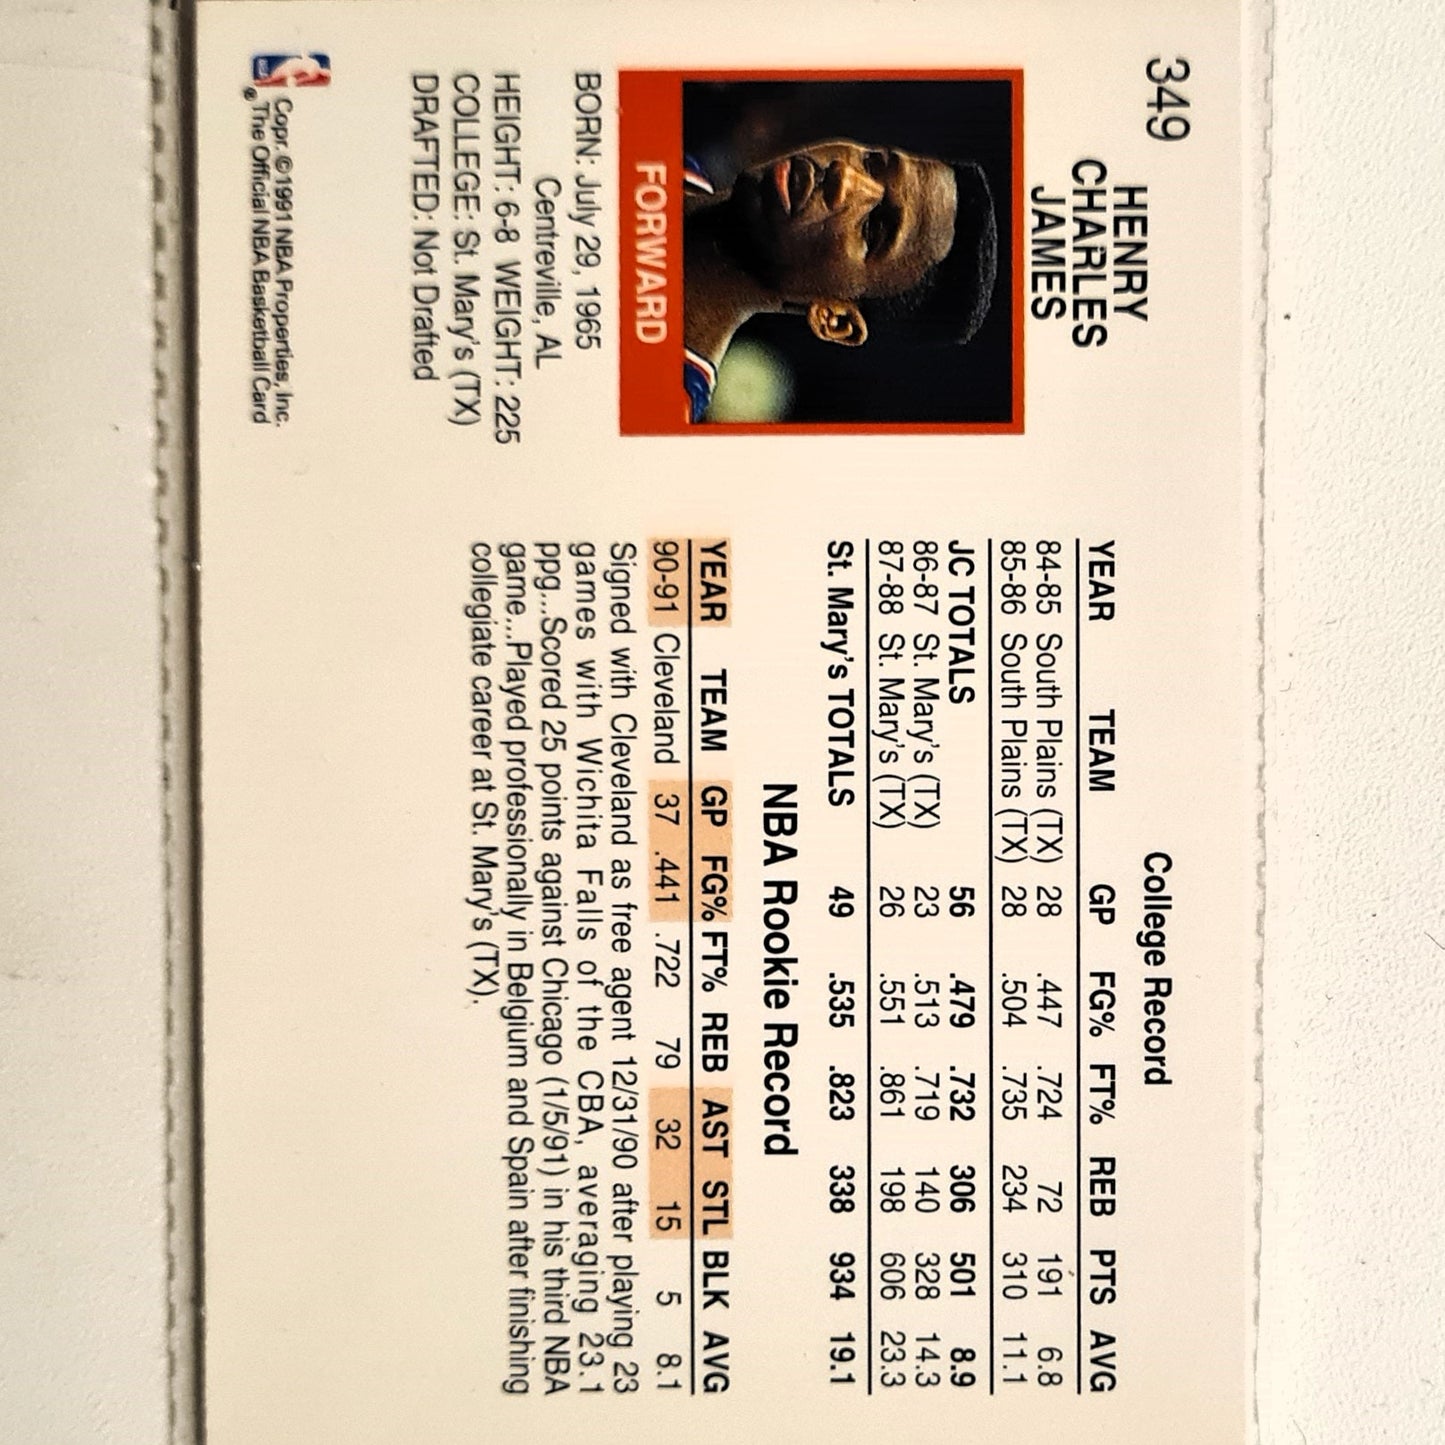 349
HENRY
CHARLES
JAMES
FORWARD
BORN: July 29, 1965
Centreville, AL
HEIGHT: 6-8 WEIGHT: 225
COLLEGE: St. Mary's (TX)
DRAFTED: Not Drafted
Copr. ©1991 NBA Properties, Inc.
® The Official NBA Basketball Card
College Record
YEAR TEAM GP FG% FT% REB PTS AVG
84-85 South Plains (TX) 28 .447 .724 72 191 6.8
85-86 South Plains (TX) 28 .504 .735 234 310 11.1
JC TOTALS 56 .479 .732 306 501 8.9
86-87 St. Mary's (TX) 23 .513 .719 140 328 14.3
87-88 St. Mary's (TX) 26 .551 .861 198 606 23.3
St. Mary's TOTALS 49 .535 .823 338 934 19.1
NBA Rookie Record
YEAR TEAM GP FG% FT% REB AST STL BLK AVG
90-91 Cleveland 37 .441 .722 79 32 15 5 8.1
Signed with Cleveland as free agent 12/31/90 after playing 23
games with Wichita Falls of the CBA, averaging 23.1
ppg...Scored 25 points against Chicago (1/5/91) in his third NBA
game...Played professionally in Belgium and Spain after finishing
collegiate career at St. Mary's (TX).